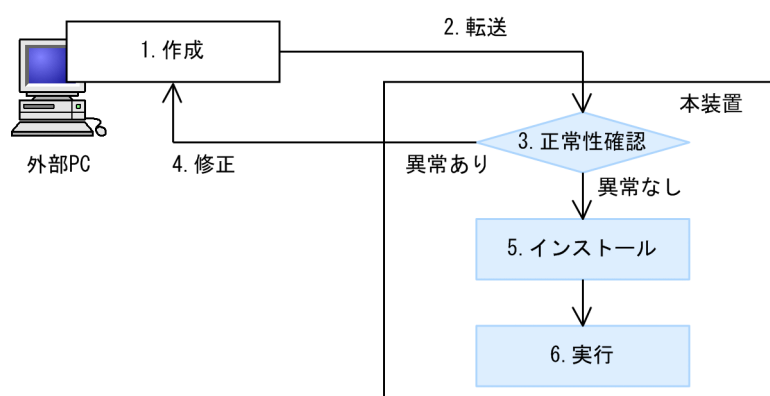 2.転送
1.作成
本装置
3.正常性確認
外部PC
4.修正
異常あり
異常なし
5.インストール
6.実行